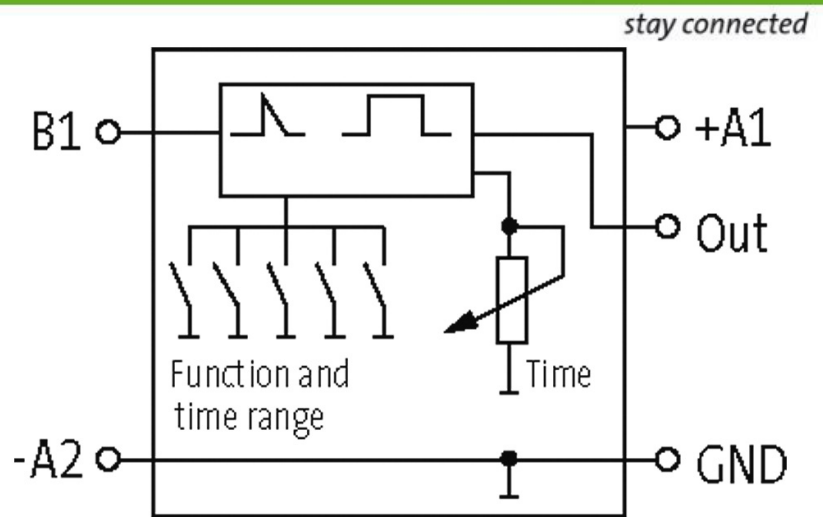 stay connected
B1
+A1
Out
Function and
time range
Time
-A2
GND